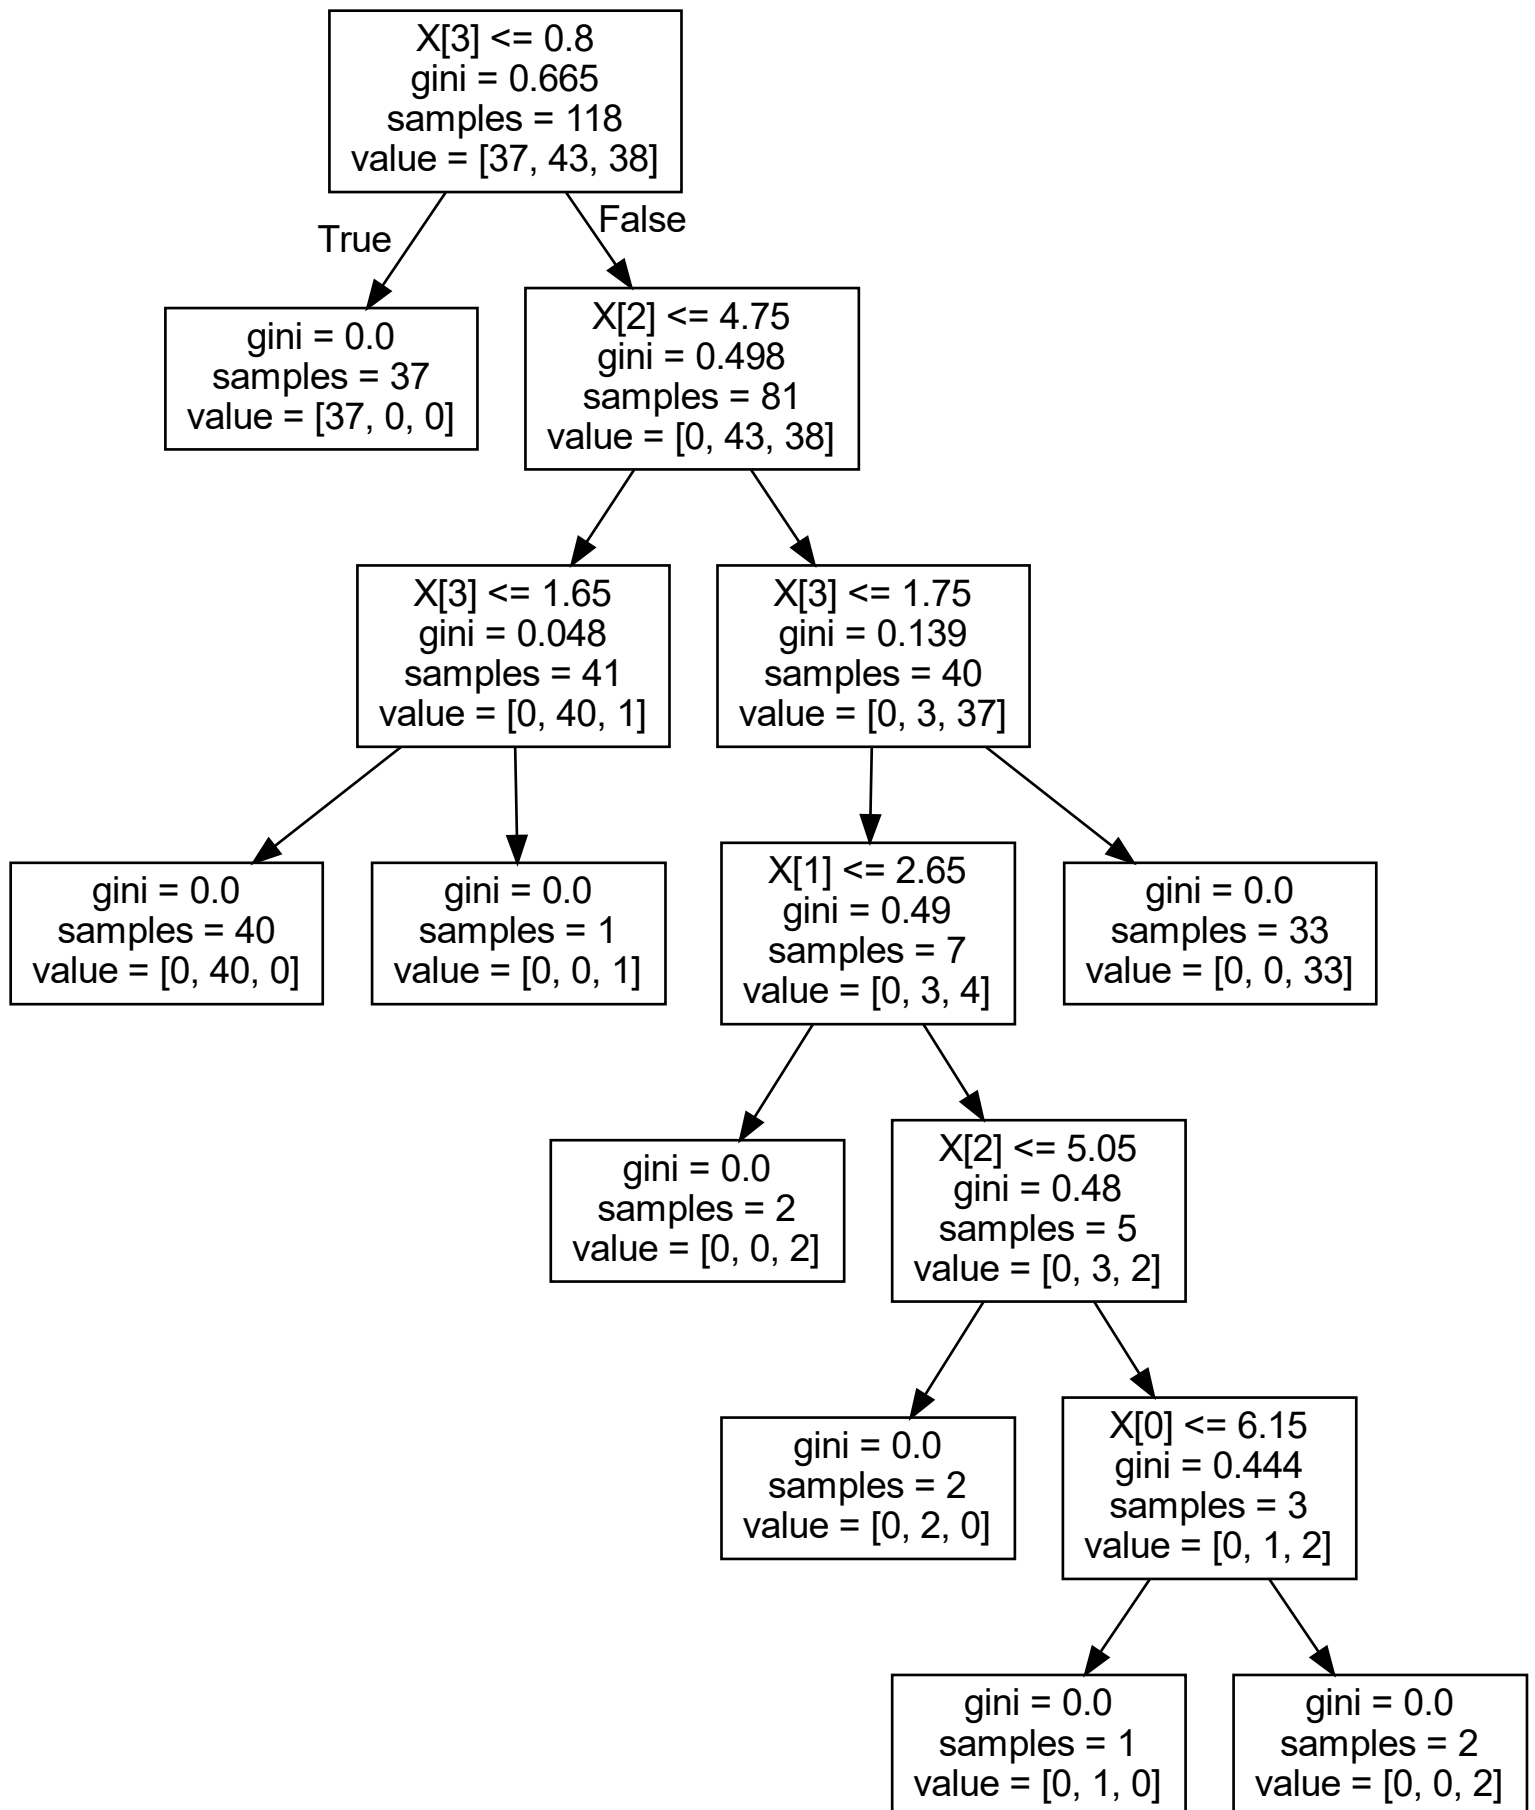 X[3] <= 0.8
gini = 0.665
samples = 118
value = [37, 43, 38]
True
False
gini = 0.0
samples = 37
value = [37, 0, 0]
X[2] <= 4.75
gini = 0.498
samples = 81
value = [0, 43, 38]
X[3] <= 1.65
gini = 0.048
samples = 41
value = [0, 40, 1]
X[3] <= 1.75
gini = 0.139
samples = 40
value = [0, 3, 37]
gini = 0.0
samples = 40
value = [0, 40, 0]
gini = 0.0
samples = 1
value = [0, 0, 1]
X[1] <= 2.65
gini = 0.49
samples = 7
value = [0, 3, 4]
gini = 0.0
samples = 33
value = [0, 0, 33]
gini = 0.0
samples = 2
value = [0, 0, 2]
X[2] <= 5.05
gini = 0.48
samples = 5
value = [0, 3, 2]
gini = 0.0
samples = 2
value = [0, 2, 0]
X[0] <= 6.15
gini = 0.444
samples = 3
value = [0, 1, 2]
gini = 0.0
samples = 1
value = [0, 1, 0]
gini = 0.0
samples = 2
value = [0, 0, 2]